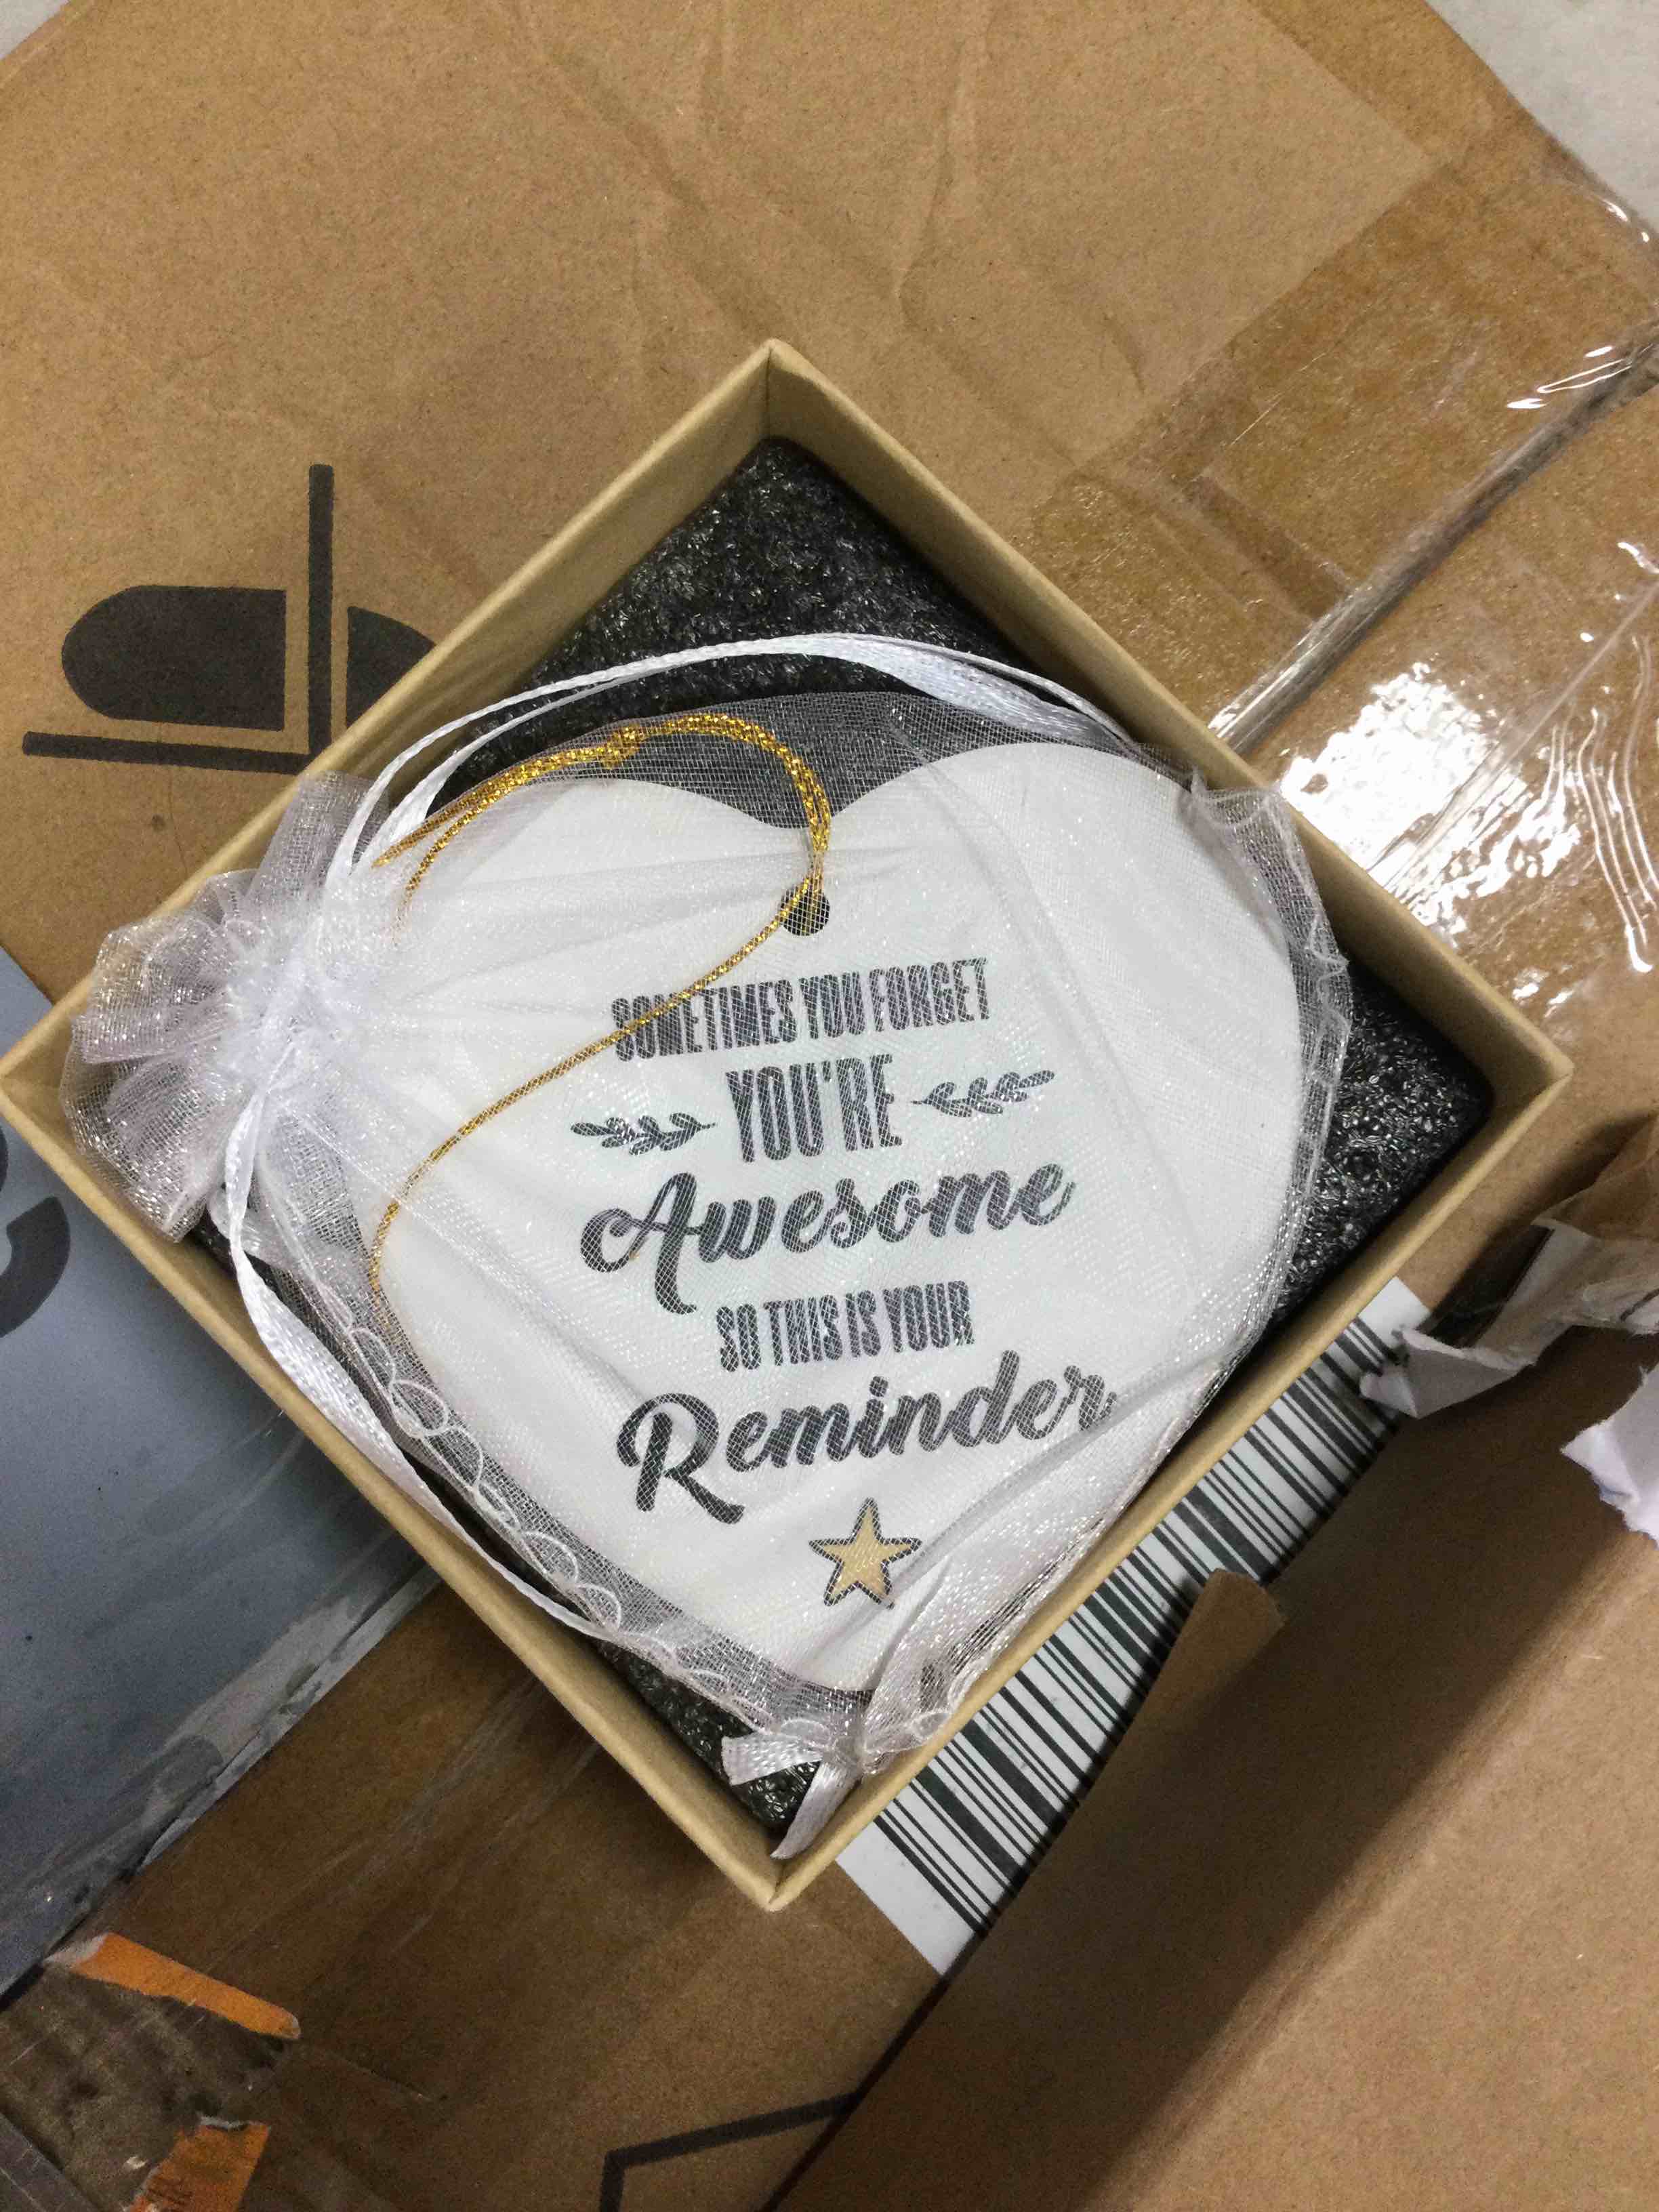 SOMETIMES YOU FORGET
YOU'RE
Awesome
SO THIS IS YOUR
Reminder